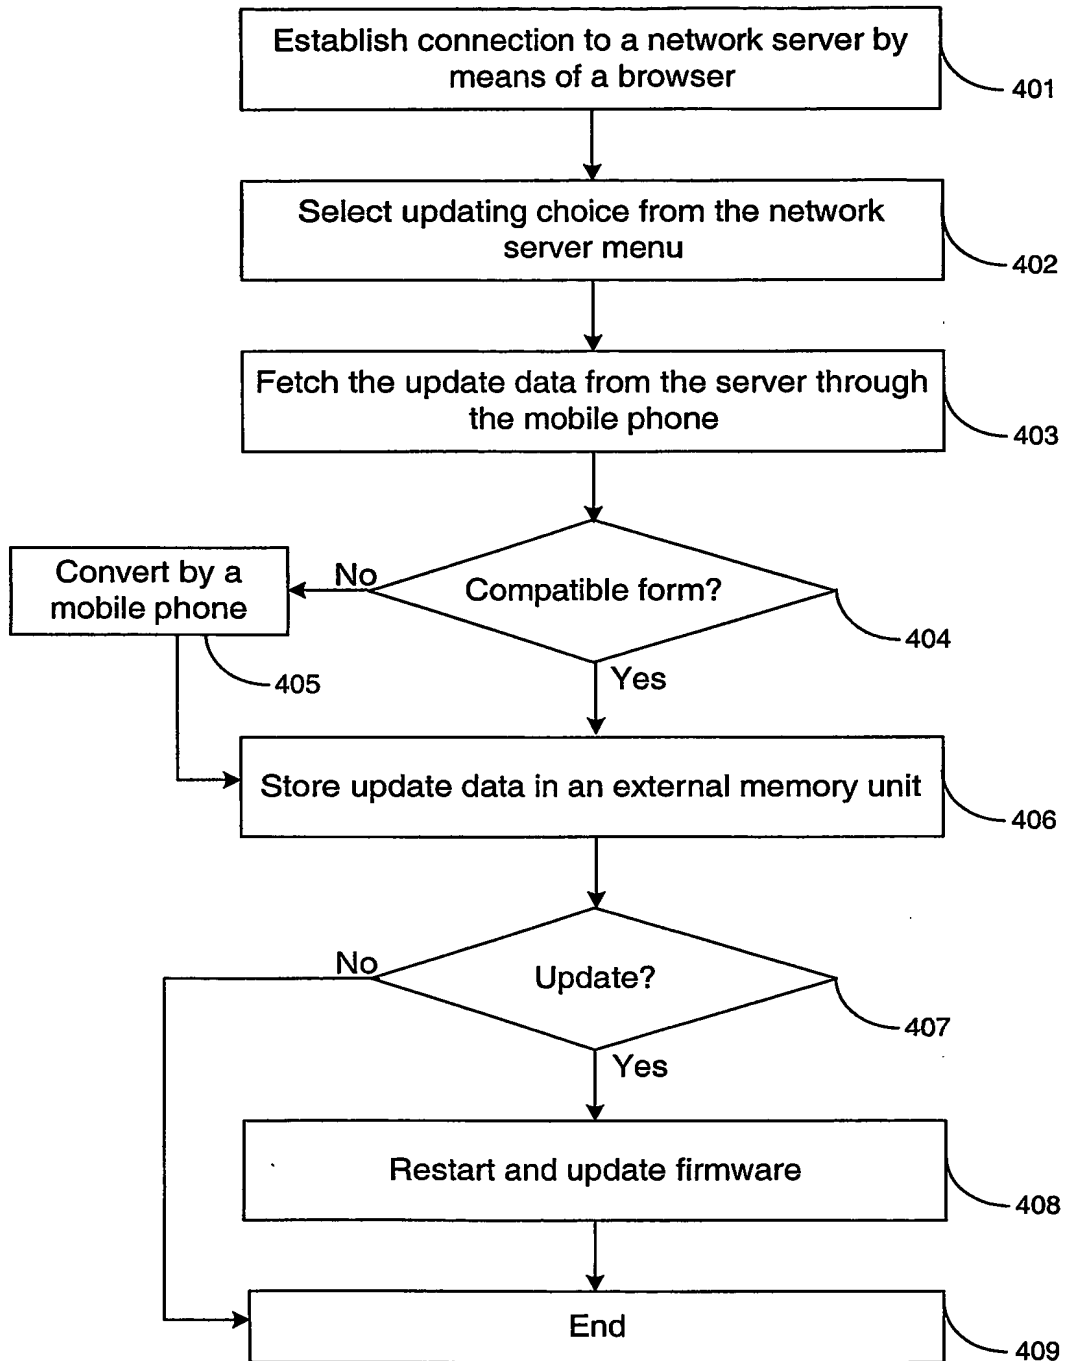 Establish connection to a network server by
means of a browser
401
Select updating choice from the network
server menu
402
Fetch the update data from the server through
the mobile phone
403
Compatible form?
404
No
Convert by a
mobile phone
405
Yes
Store update data in an external memory unit
406
Update?
407
No
Yes
Restart and update firmware
408
End
409